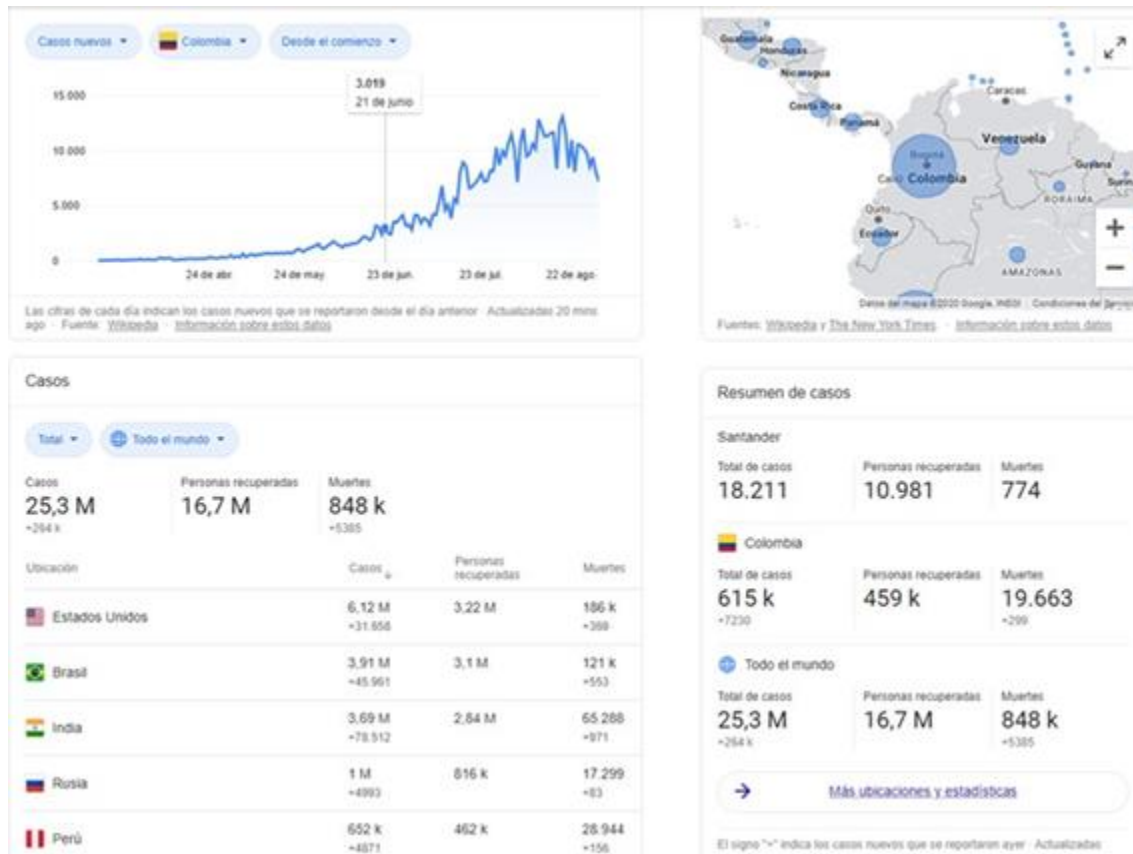 Casos nuevos Colombia Desde el comienzo
3.019
21 de junio
15.000
10.000
5.000
0
24 de abr. 24 de may. 23 de jun. 23 de jul. 22 de ago.
Las cifras de cada día indican los casos nuevos que se reportaron desde el día anterior · Actualizadas 20 mins
ago · Fuente: Wikipedia · Información sobre estos datos
Guatemala
Honduras
Nicaragua
Costa Rica
Panamá
Caracas
Venezuela
Guyana
Bogotá
Cali Colombia
RORAIMA
Quito
Ecuador
AMAZONAS
+
−
Datos del mapa ©2020 Google, INEGI Condiciones del
Fuentes: Wikipedia y The New York Times. · Información sobre estos datos
Casos
Total Todo el mundo
Casos Personas recuperadas Muertes
25,3 M 16,7 M 848 k
+264 k +5385
Ubicación Casos Personas recuperadas Muertes
Estados Unidos 6,12 M 3,22 M 186 k
+31.656
Brasil 3,91 M 3,1 M 121 k
+45.961 +553
India 3,69 M 2,84 M 65.288
+78.512 +971
Rusia 1 M 816 k 17.299
+4993 +83
Perú 652 k 462 k 28.944
+4871 +156
Resumen de casos
Santander
Total de casos Personas recuperadas Muertes
18.211 10.981 774
Colombia
Total de casos Personas recuperadas Muertes
615 k 459 k 19.663
+7230 +299
Todo el mundo
Total de casos Personas recuperadas Muertes
25,3 M 16,7 M 848 k
+264 k +5385
Más ubicaciones y estadísticas
El signo "+" indica los casos nuevos que se reportaron ayer · Actualizadas